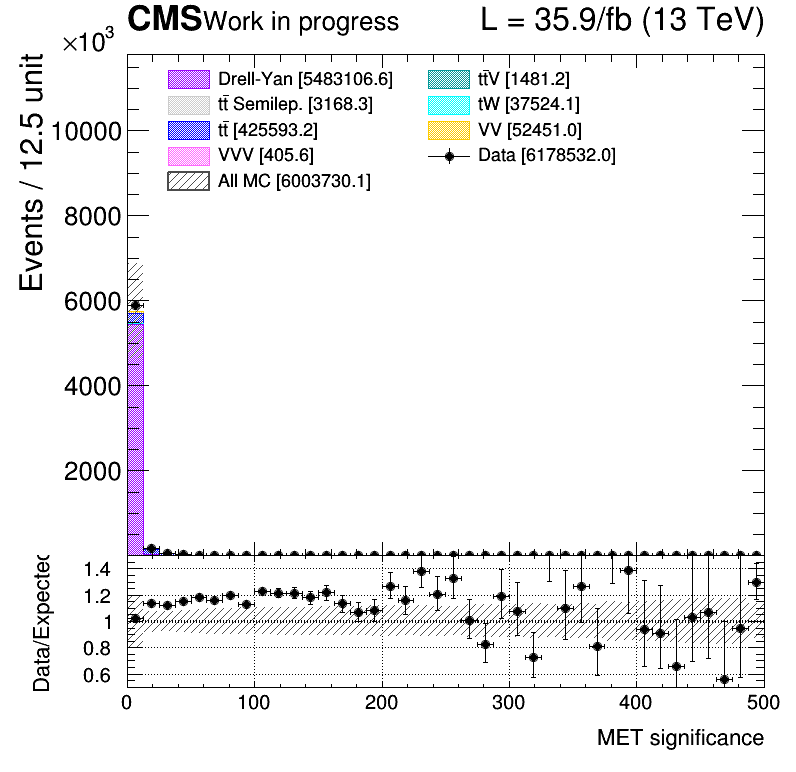 CMS Work in progress L = 35.9/fb (13 TeV)
×10³
Events / 12.5 unit
10000
8000
6000
4000
2000
Drell-Yan [5483106.6]
tt̄ Semilep. [3168.3]
tt̄ [425593.2]
VVV [405.6]
All MC [6003730.1]
tt̄V [1481.2]
tW [37524.1]
VV [52451.0]
Data [6178532.0]
Data/Expected
1.4
1.2
1
0.8
0.6
0 100 200 300 400 500
MET significance